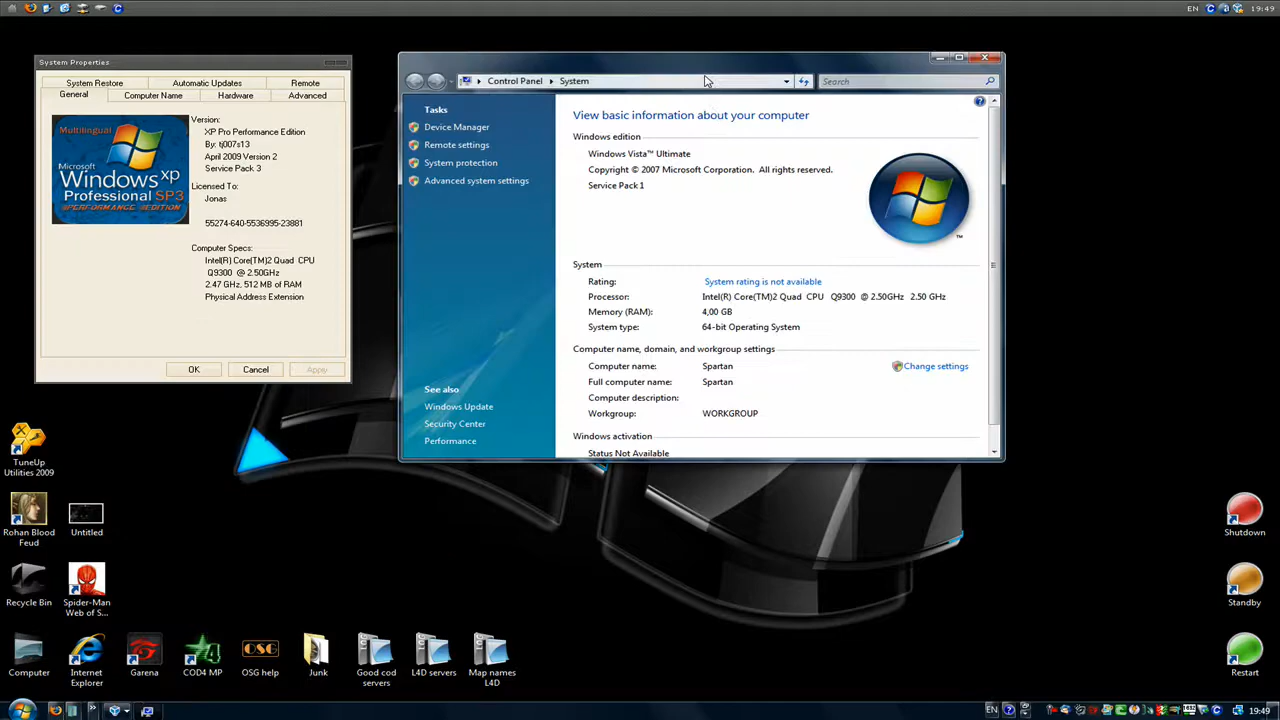 EN
19:49
System Properties
System Restore
Automatic Updates
Remote
General
Computer Name
Hardware
Advanced
Multilingual
Microsoft
Windows xp
Professional SP3
PERFORMANCE EDITION
Version:
XP Pro Performance Edition
By: tj007s13
April 2009 Version 2
Service Pack 3
Licensed To:
Jonas
55274-640-5536995-23881
Computer Specs:
Intel(R) Core(TM)2 Quad CPU
Q9300 @ 2.50GHz
2.47 GHz, 512 MB of RAM
Physical Address Extension
OK
Cancel
Apply
Control Panel
System
Search
Tasks
Device Manager
Remote settings
System protection
Advanced system settings
See also
Windows Update
Security Center
Performance
View basic information about your computer
Windows edition
Windows Vista™ Ultimate
Copyright © 2007 Microsoft Corporation. All rights reserved.
Service Pack 1
TM
System
Rating: System rating is not available
Processor: Intel(R) Core(TM)2 Quad CPU Q9300 @ 2.50GHz 2.50 GHz
Memory (RAM): 4,00 GB
System type: 64-bit Operating System
Computer name, domain, and workgroup settings
Computer name: Spartan
Change settings
Full computer name: Spartan
Computer description:
Workgroup: WORKGROUP
Windows activation
Status Not Available
TuneUp
Utilities 2009
Rohan Blood
Feud
Untitled
Recycle Bin
Spider-Man
Web of S...
Computer
Internet
Explorer
Garena
4
COD4 MP
OSG
OSG help
Junk
Good cod
servers
L4D servers
Map names
L4D
Shutdown
Standby
Restart
EN
19:49